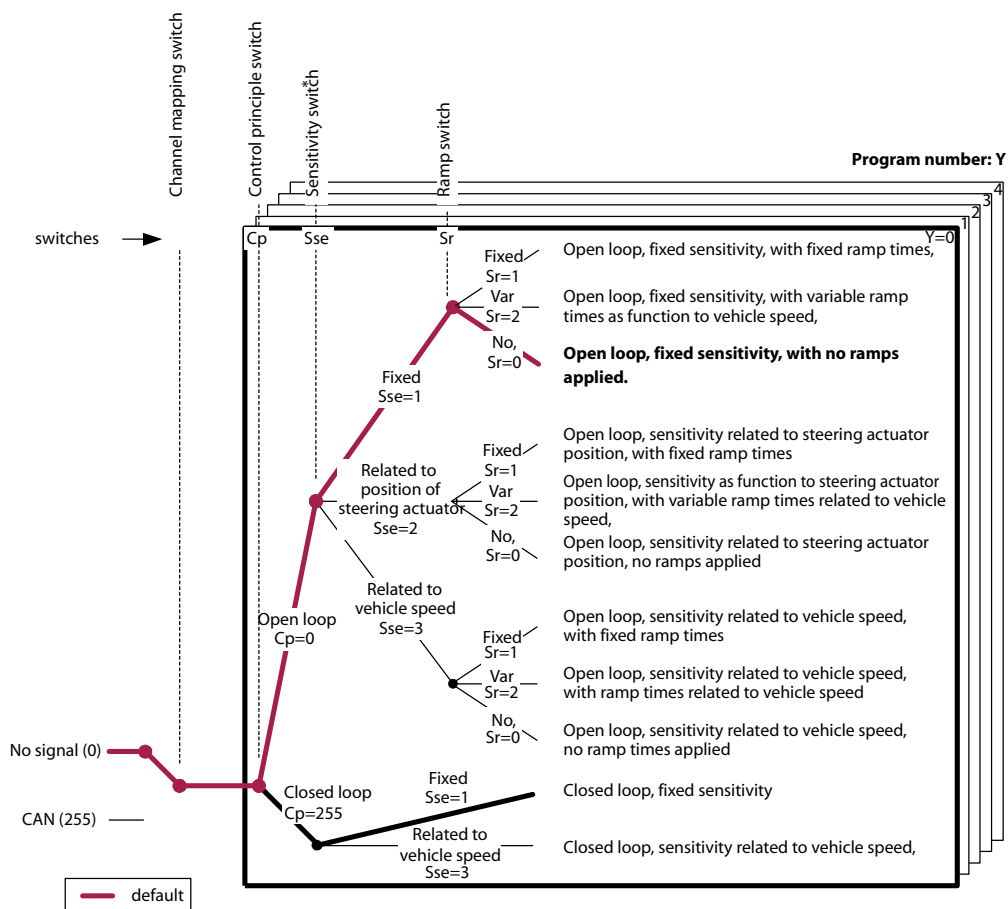 Channel mapping switch
Control principle switch
Sensitivity switch*
Ramp switch
Program number: Y
4
3
2
1
switches
Cp
Sse
Sr
Y=0
Fixed
Sr=1
Open loop, fixed sensitivity, with fixed ramp times,
Var
Sr=2
Open loop, fixed sensitivity, with variable ramp
times as function to vehicle speed,
No,
Sr=0
Open loop, fixed sensitivity, with no ramps
applied.
Fixed
Sse=1
Fixed
Sr=1
Open loop, sensitivity related to steering actuator
position, with fixed ramp times
Related to
position of
steering actuator
Sse=2
Var
Sr=2
Open loop, sensitivity as function to steering actuator
position, with variable ramp times related to vehicle
speed,
No,
Sr=0
Open loop, sensitivity related to steering actuator
position, no ramps applied
Related to
vehicle speed
Sse=3
Open loop
Cp=0
Fixed
Sr=1
Open loop, sensitivity related to vehicle speed,
with fixed ramp times
Var
Sr=2
Open loop, sensitivity related to vehicle speed,
with ramp times related to vehicle speed
No,
Sr=0
Open loop, sensitivity related to vehicle speed,
no ramp times applied
No signal (0)
CAN (255)
Closed loop
Cp=255
Fixed
Sse=1
Closed loop, fixed sensitivity
Related to
vehicle speed
Sse=3
Closed loop, sensitivity related to vehicle speed,
default